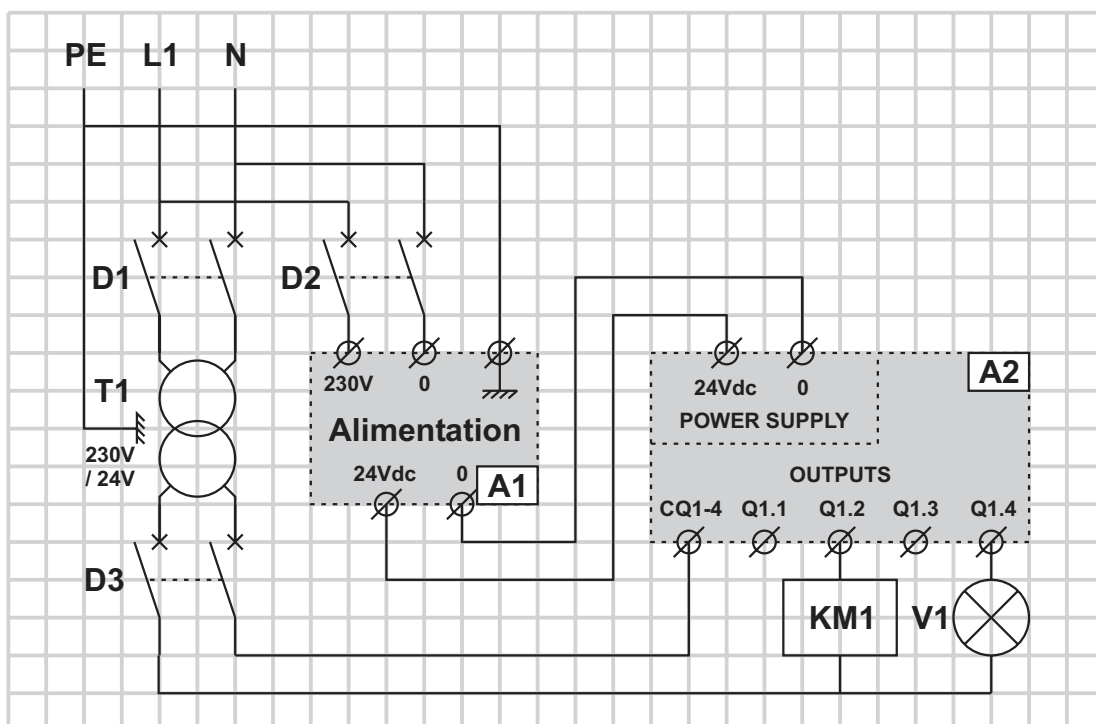 PE L1 N
D1
D2
T1
230V
/ 24V
230V 0
Alimentation
24Vdc 0
A1
A2
24Vdc 0
POWER SUPPLY
OUTPUTS
CQ1-4 Q1.1 Q1.2 Q1.3 Q1.4
D3
KM1
V1